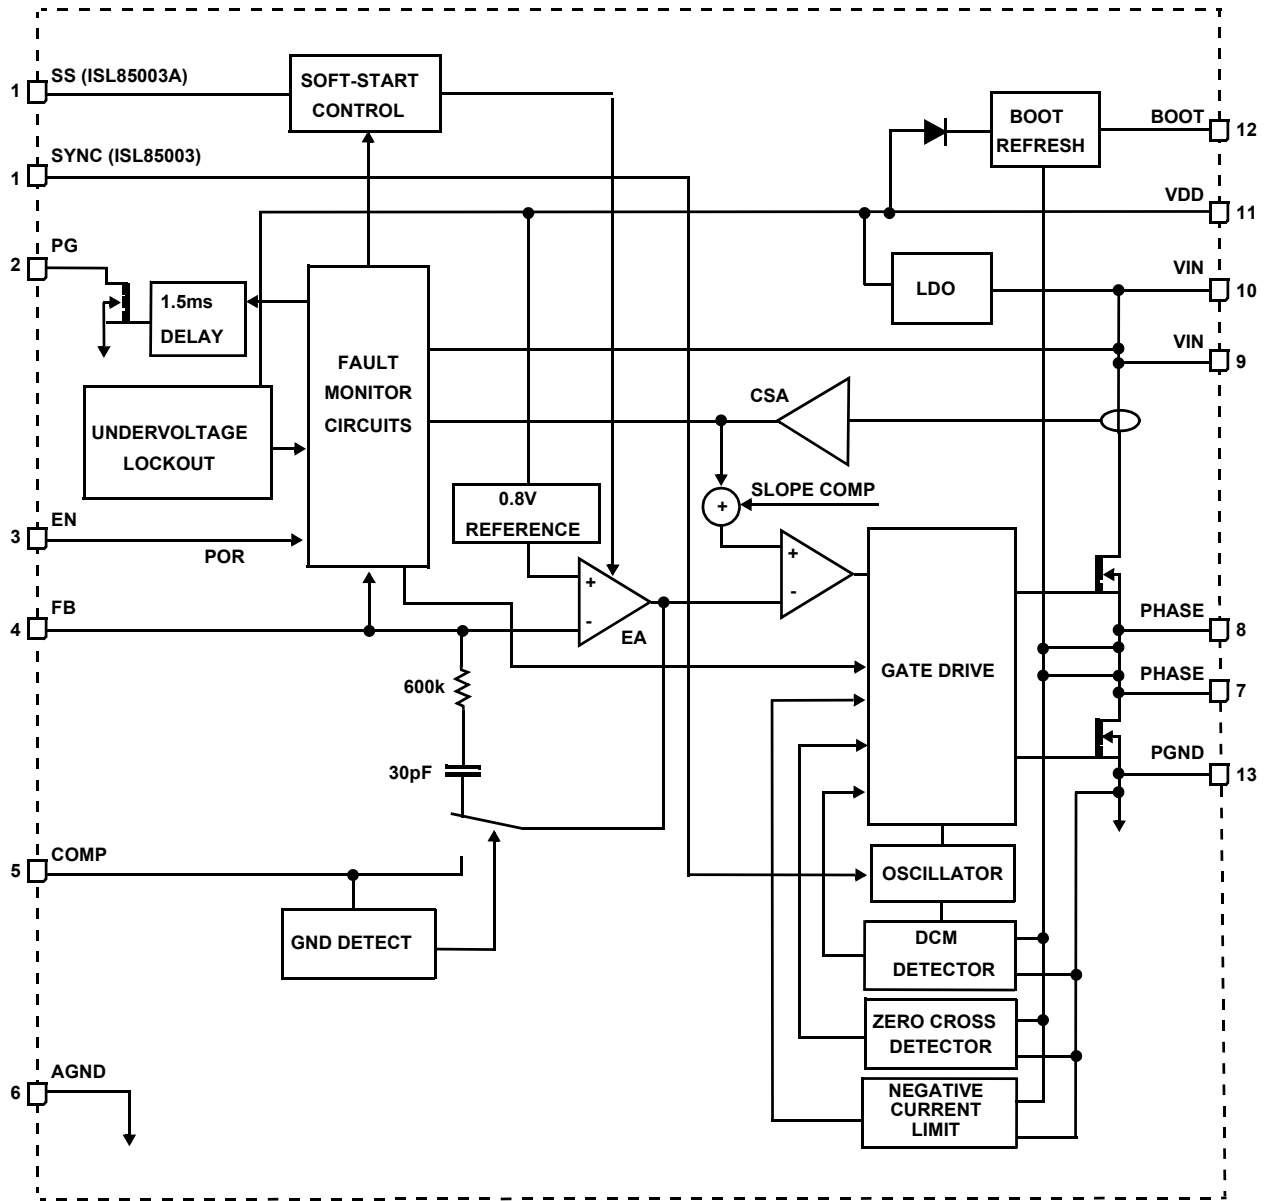 SS (ISL85003A)
1
SOFT-START
CONTROL
SYNC (ISL85003)
1
BOOT
REFRESH
BOOT
12
VDD
11
PG
2
1.5ms
DELAY
LDO
VIN
10
VIN
9
FAULT
MONITOR
CIRCUITS
CSA
UNDERVOLTAGE
LOCKOUT
0.8V
REFERENCE
+
SLOPE COMP
EN
3
POR
+
-
EA
+
-
FB
4
GATE DRIVE
PHASE
8
PHASE
7
600k
30pF
PGND
13
COMP
5
GND DETECT
OSCILLATOR
DCM
DETECTOR
ZERO CROSS
DETECTOR
NEGATIVE
CURRENT
LIMIT
AGND
6